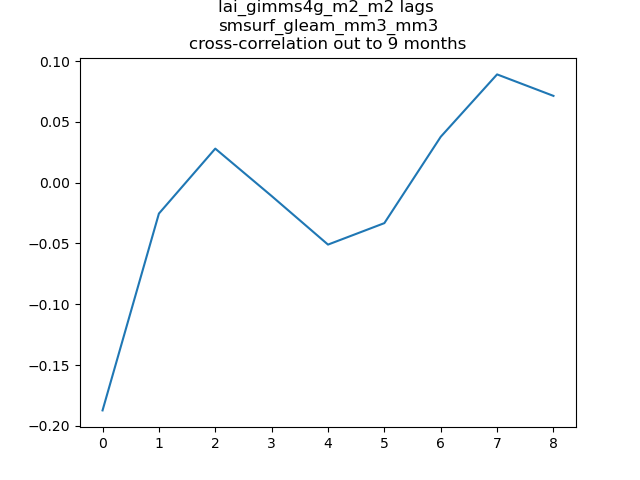 lai_gimms4g_m2_m2 lags
smsurf_gleam_mm3_mm3
cross-correlation out to 9 months
0.10
0.05
0.00
−0.05
−0.10
−0.15
−0.20
0 1 2 3 4 5 6 7 8